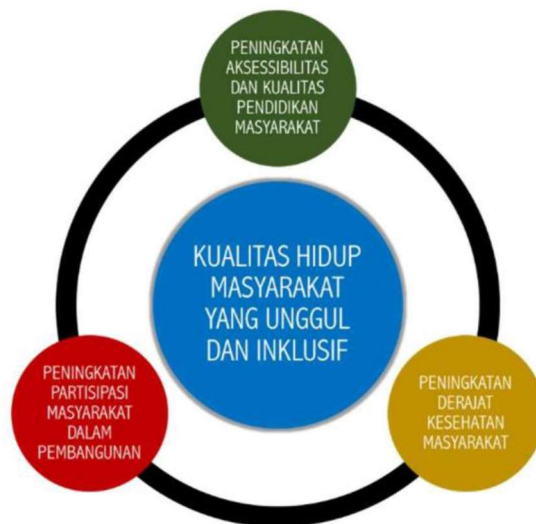 PENINGKATAN
AKSESSIBILITAS
DAN KUALITAS
PENDIDIKAN
MASYARAKAT
KUALITAS HIDUP
MASYARAKAT
YANG UNGGUL
DAN INKLUSIF
PENINGKATAN
PARTISIPASI
MASYARAKAT
DALAM
PEMBANGUNAN
PENINGKATAN
DERAJAT
KESEHATAN
MASYARAKAT